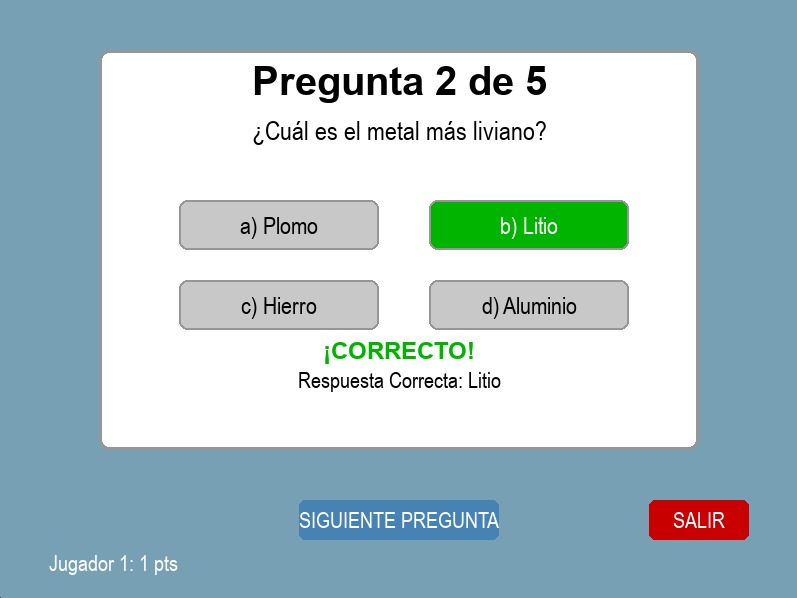 Pregunta 2 de 5
¿Cuál es el metal más liviano?
a) Plomo
b) Litio
c) Hierro
d) Aluminio
¡CORRECTO!
Respuesta Correcta: Litio
SIGUIENTE PREGUNTA
SALIR
Jugador 1: 1 pts